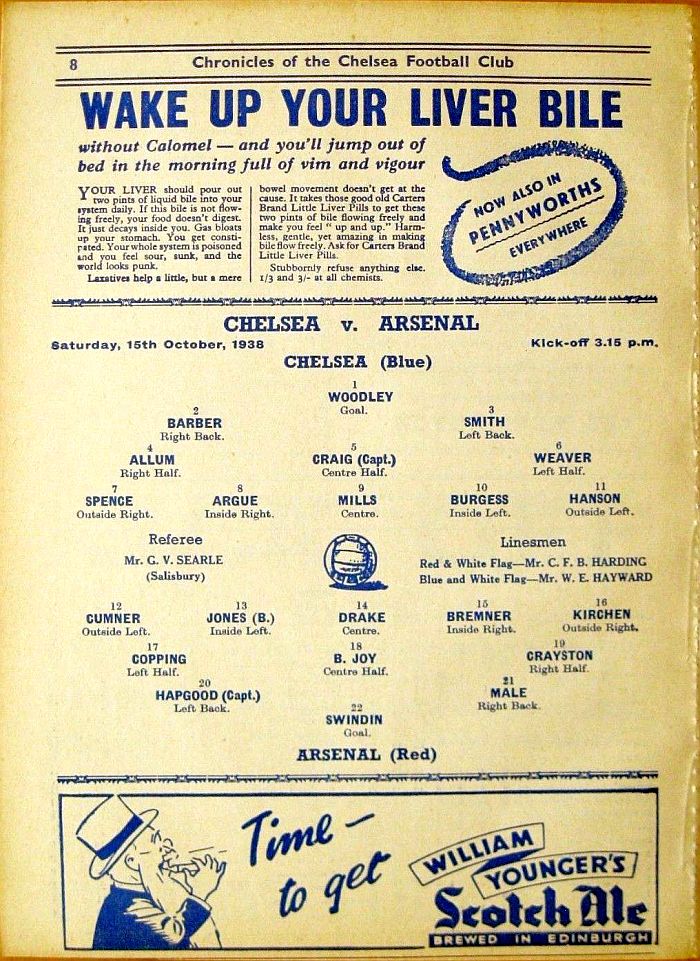 8 Chronicles of the Chelsea Football Club
WAKE UP YOUR LIVER BILE
without Calomel — and you'll jump out of
bed in the morning full of vim and vigour
YOUR LIVER should pour out
two pints of liquid bile into your
system daily. If this bile is not flow-
ing freely, your food doesn't digest.
It just decays inside you. Gas bloats
up your stomach. You get consti-
pated. Your whole system is poisoned
and you feel sour, sunk, and the
world looks punk.
Laxatives help a little, but a mere
bowel movement doesn't get at the
cause. It takes those good old Carters
Brand Little Liver Pills to get these
two pints of bile flowing freely and
make you feel "up and up." Harm-
less, gentle, yet amazing in making
bile flow freely. Ask for Carters Brand
Little Liver Pills.
Stubbornly refuse anything else.
1/3 and 3/- at all chemists.
NOW ALSO IN
PENNYWORTHS
EVERYWHERE
CHELSEA v. ARSENAL
Saturday, 15th October, 1938 Kick-off 3.15 p.m.
CHELSEA (Blue)
1
WOODLEY
Goal.
2 3
BARBER SMITH
Right Back. Left Back.
4 5 6
ALLUM CRAIG (Capt.) WEAVER
Right Half. Centre Half. Left Half.
7 8 9 10 11
SPENCE ARGUE MILLS BURGESS HANSON
Outside Right. Inside Right. Centre. Inside Left. Outside Left.
Referee Linesmen
Mr. G. V. SEARLE
(Salisbury)
Red & White Flag—Mr. C. F. B. HARDING
Blue and White Flag—Mr. W. E. HAYWARD
12 13 14 15 16
CUMNER JONES (B.) DRAKE BREMNER KIRCHEN
Outside Left. Inside Left. Centre. Inside Right. Outside Right.
17 18 19
COPPING B. JOY CRAYSTON
Left Half. Centre Half. Right Half.
20 21
HAPGOOD (Capt.) MALE
Left Back. Right Back.
22
SWINDIN
Goal.
ARSENAL (Red)
Time —
to get
WILLIAM
YOUNGER'S
Scotch Ale
BREWED IN EDINBURGH